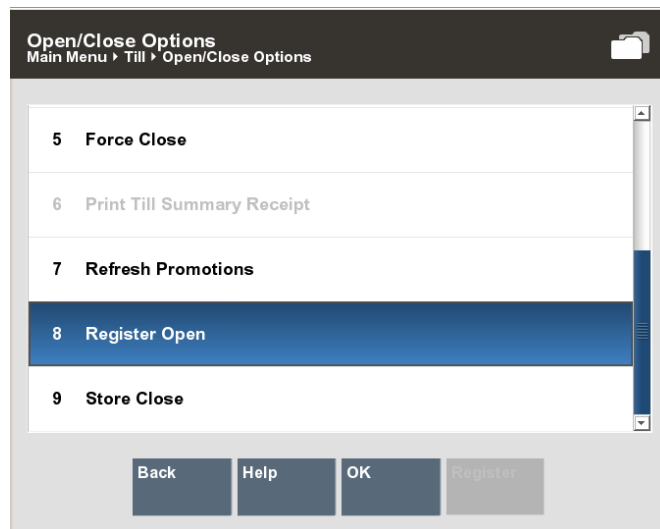 Open/Close Options
Main Menu ▸ Till ▸ Open/Close Options
5 Force Close
6 Print Till Summary Receipt
7 Refresh Promotions
8 Register Open
9 Store Close
Back Help OK Register